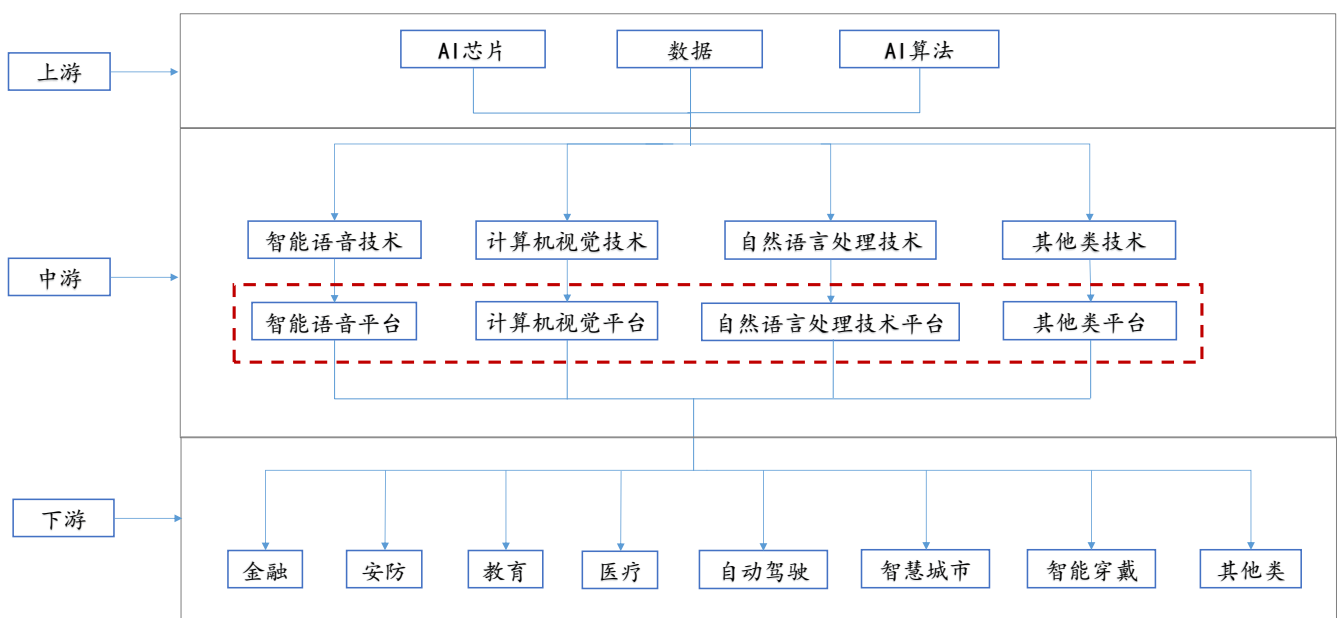 上游
AI芯片
数据
AI算法
中游
智能语音技术
计算机视觉技术
自然语言处理技术
其他类技术
智能语音平台
计算机视觉平台
自然语言处理技术平台
其他类平台
下游
金融
安防
教育
医疗
自动驾驶
智慧城市
智能穿戴
其他类